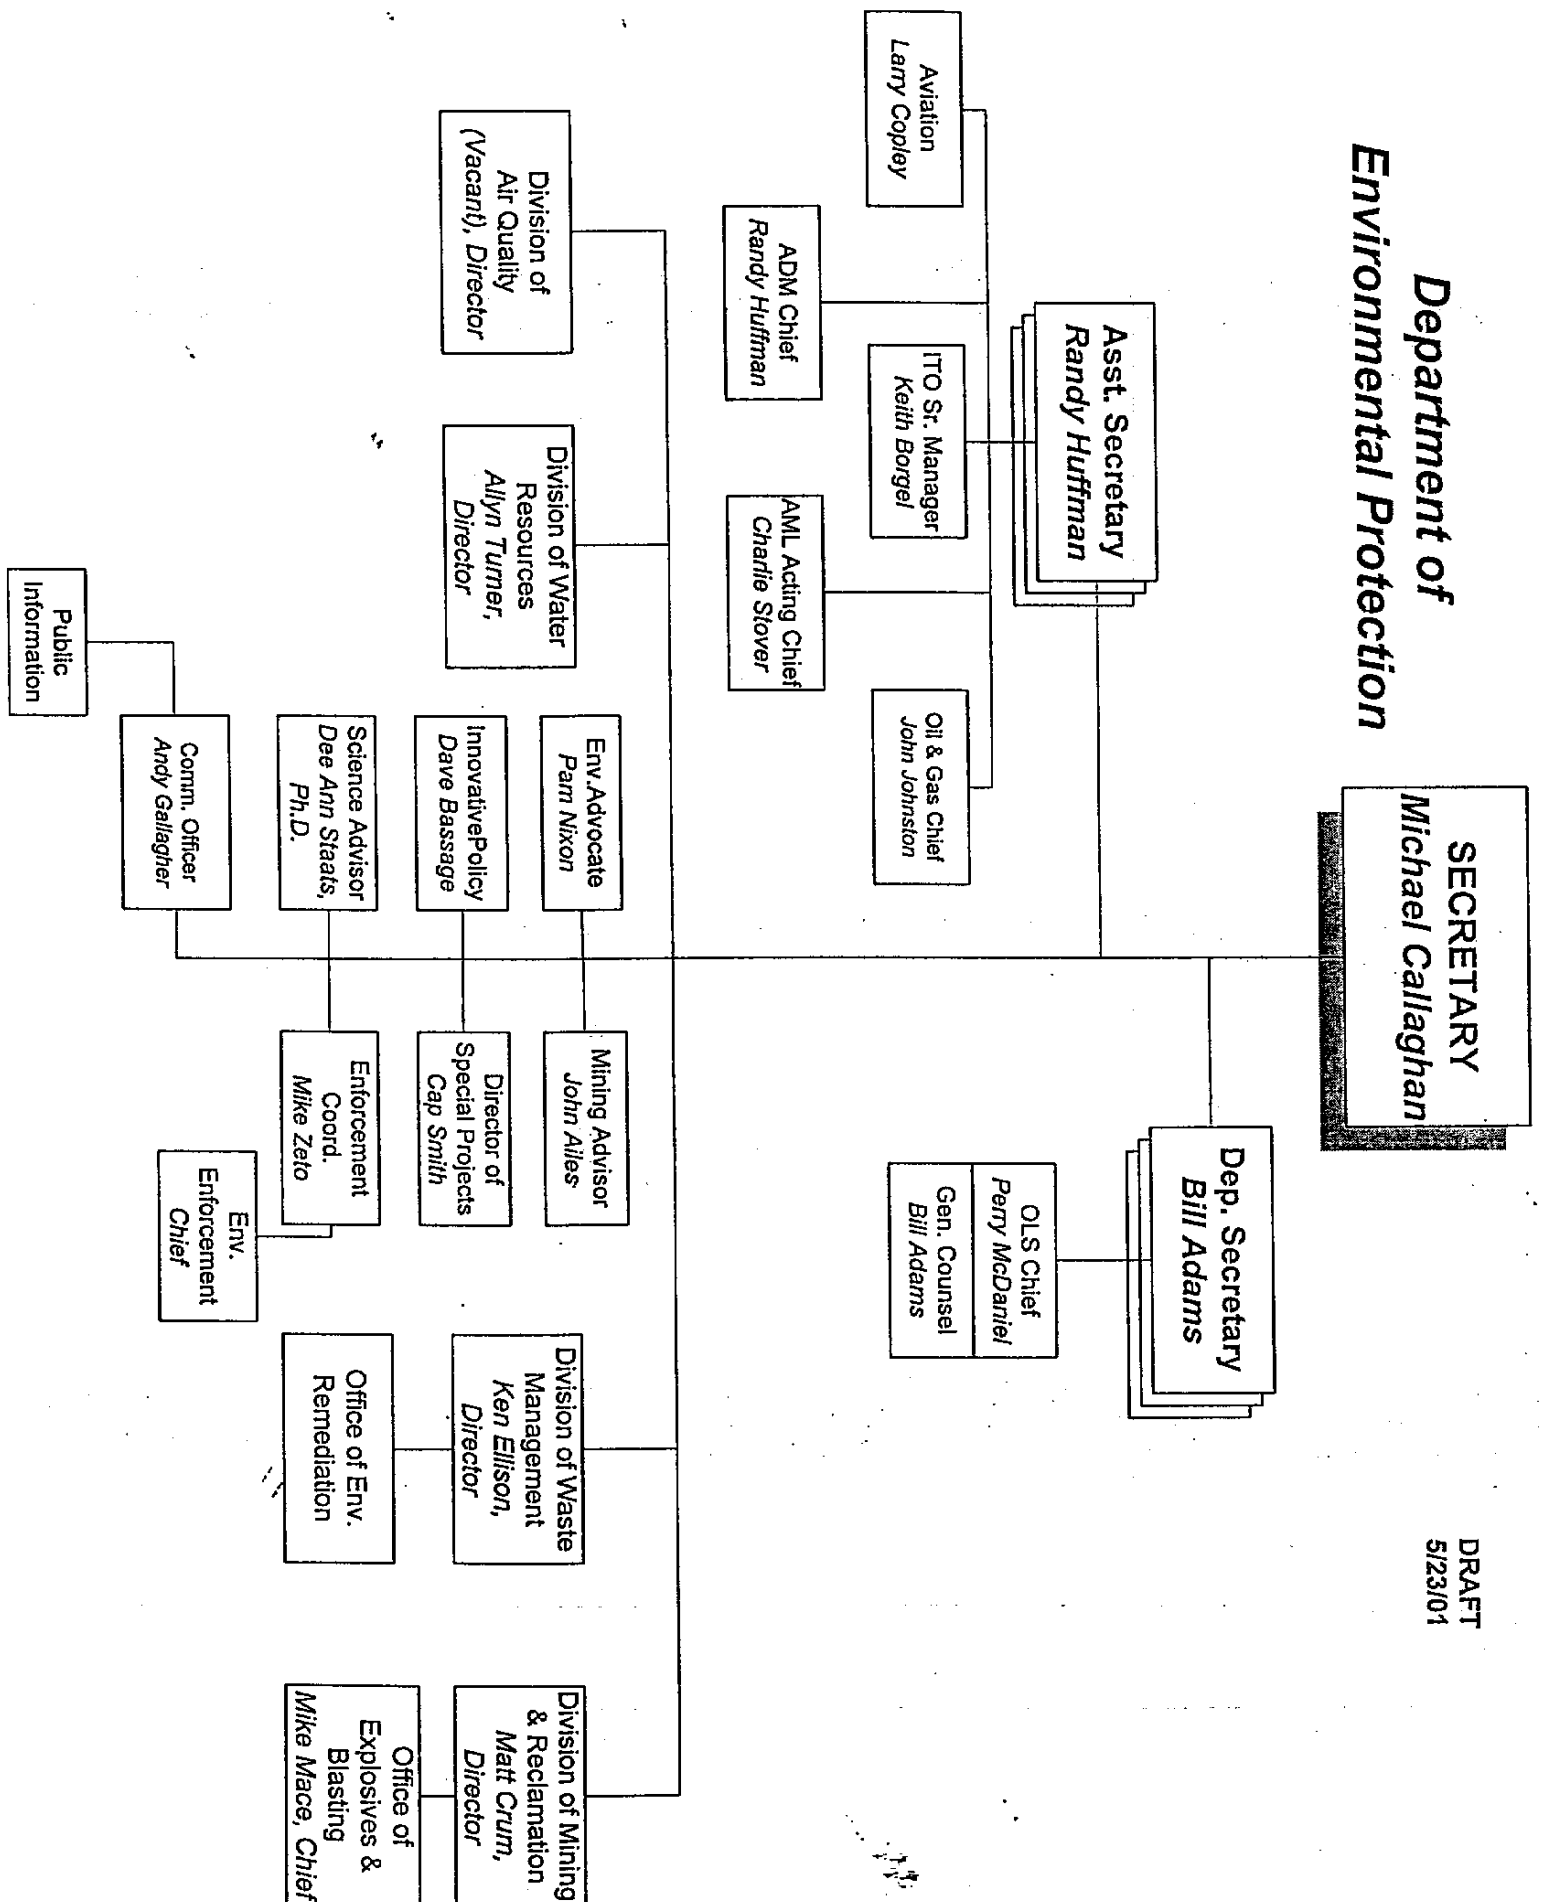 Department of
Environmental Protection
DRAFT
5/23/01
SECRETARY
Michael Callaghan
Asst. Secretary
Randy Huffman
Dep. Secretary
Bill Adams
Aviation
Larry Copley
ITO Sr. Manager
Keith Borgel
Oil & Gas Chief
John Johnston
OLS Chief
Perry McDaniel
Gen. Counsel
Bill Adams
ADM Chief
Randy Huffman
AML Acting Chief
Charlie Stover
Division of
Air Quality
(Vacant), Director
Division of Water
Resources
Allyn Turner,
Director
Env.Advocate
Pam Nixon
Mining Advisor
John Ailes
Division of Waste
Management
Ken Ellison,
Director
Division of Mining
& Reclamation
Matt Crum,
Director
InnovativePolicy
Dave Bassage
Director of
Special Projects
Cap Smith
Science Advisor
Dee Ann Staats,
Ph.D.
Enforcement
Coord.
Mike Zeto
Office of Env.
Remediation
Office of
Explosives &
Blasting
Mike Mace, Chief
Comm. Officer
Andy Gallagher
Env.
Enforcement
Chief
Public
Information